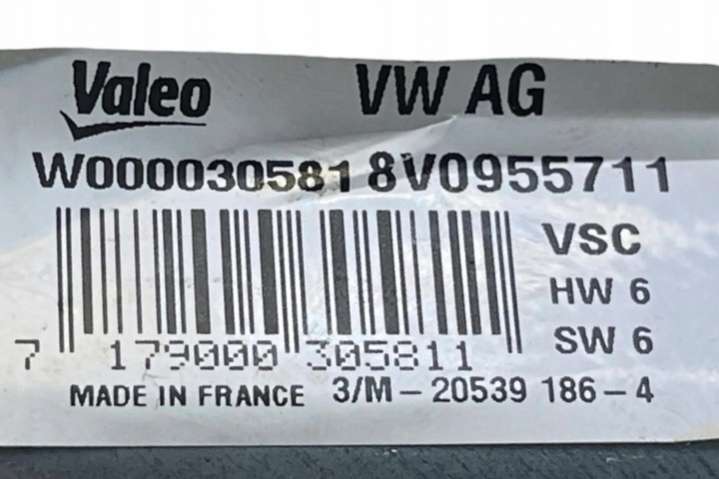 Valeo VW AG
W000030581 8V0955711
VSC
HW 6
SW 6
7 179000 305811
MADE IN FRANCE 3/M-20539 186-4